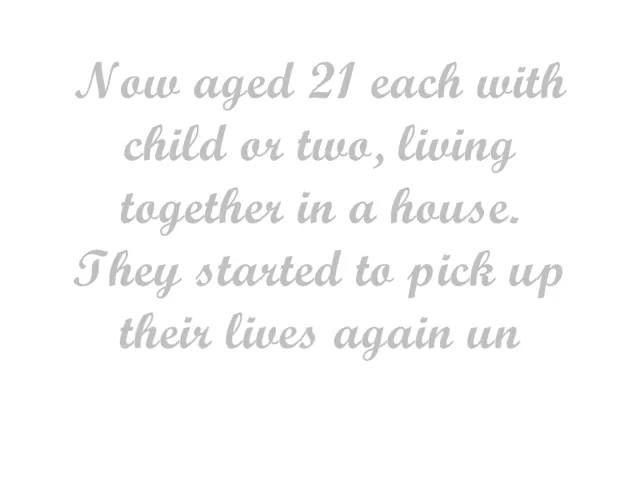 Now aged 21 each with
child or two, living
together in a house.
They started to pick up
their lives again un